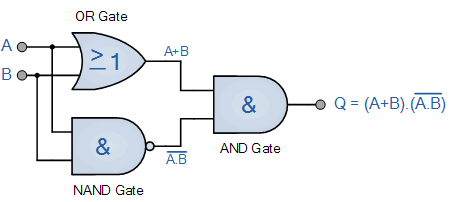 OR Gate
A
≥1
A+B
B
&
Q = (A+B).(A̅.̅B̅)
&
A̅.̅B̅
AND Gate
NAND Gate